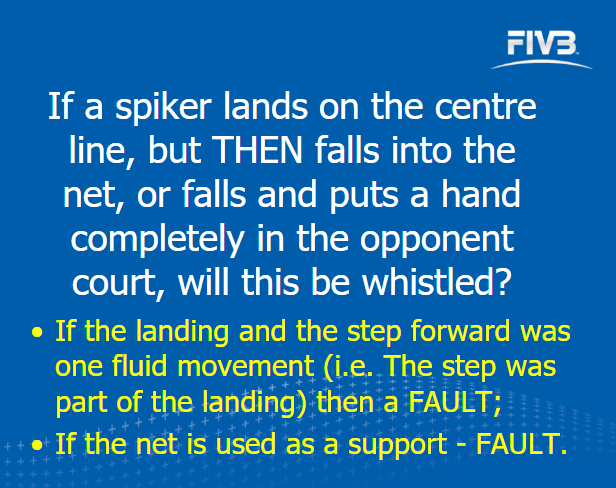 FIVB
If a spiker lands on the centre
line, but THEN falls into the
net, or falls and puts a hand
completely in the opponent
court, will this be whistled?
• If the landing and the step forward was
one fluid movement (i.e. The step was
part of the landing) then a FAULT;
• If the net is used as a support - FAULT.